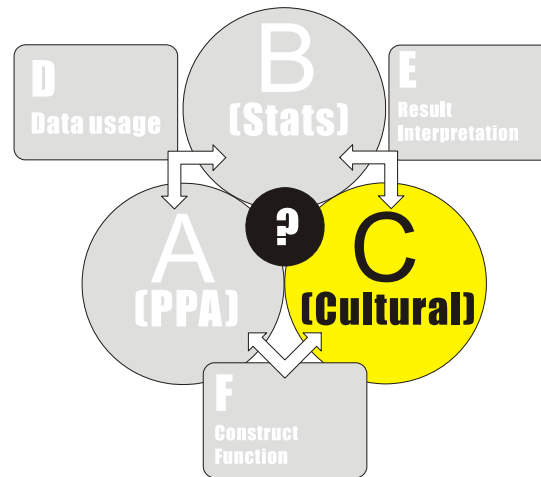 B
(Stats)
D
Data usage
E
Result
Interpretation
?
A
(PPA)
C
(Cultural)
F
Construct
Function